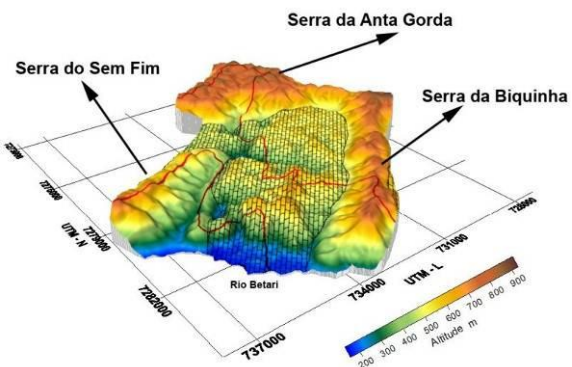 Serra da Anta Gorda
Serra do Sem Fim
Serra da Biquinha
7276000
7279000
7282000
UTM - N
Rio Betari
737000
734000
731000
728000
UTM - L
200 300 400 500 600 700 800 900
Altitude m